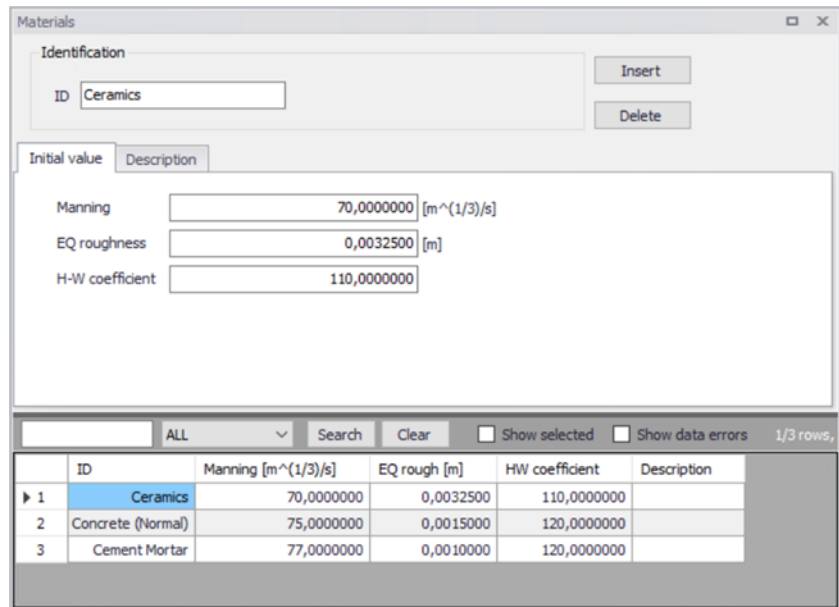 Materials
Identification
ID Ceramics
Insert
Delete
Initial value Description
Manning 70,0000000 [m^(1/3)/s]
EQ roughness 0,0032500 [m]
H-W coefficient 110,0000000
ALL Search Clear Show selected Show data errors 1/3 rows,
ID Manning [m^(1/3)/s] EQ rough [m] HW coefficient Description
1 Ceramics 70,0000000 0,0032500 110,0000000
2 Concrete (Normal) 75,0000000 0,0015000 120,0000000
3 Cement Mortar 77,0000000 0,0010000 120,0000000